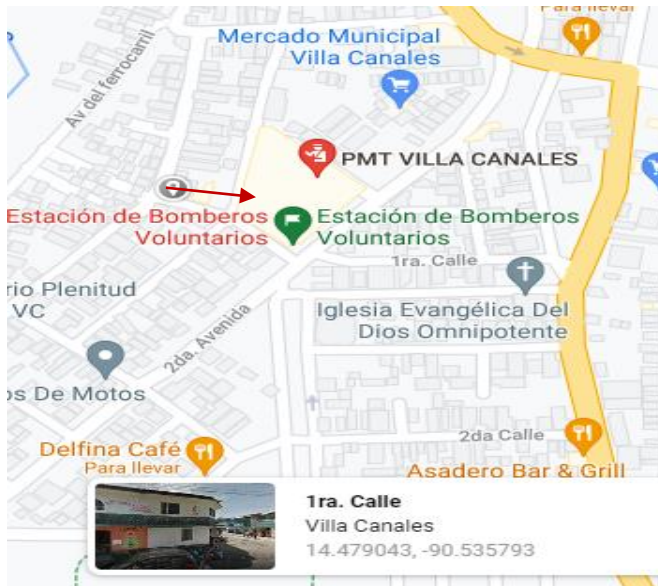 Para llevar
Mercado Municipal
Villa Canales
Av del ferrocarril
PMT VILLA CANALES
Estación de Bomberos
Voluntarios
Estación de Bomberos
Voluntarios
1ra. Calle
rio Plenitud
VC
Iglesia Evangélica Del
Dios Omnipotente
2da. Avenida
os De Motos
2da Calle
Delfina Café
Para llevar
Asadero Bar & Grill
1ra. Calle
Villa Canales
14.479043, -90.535793